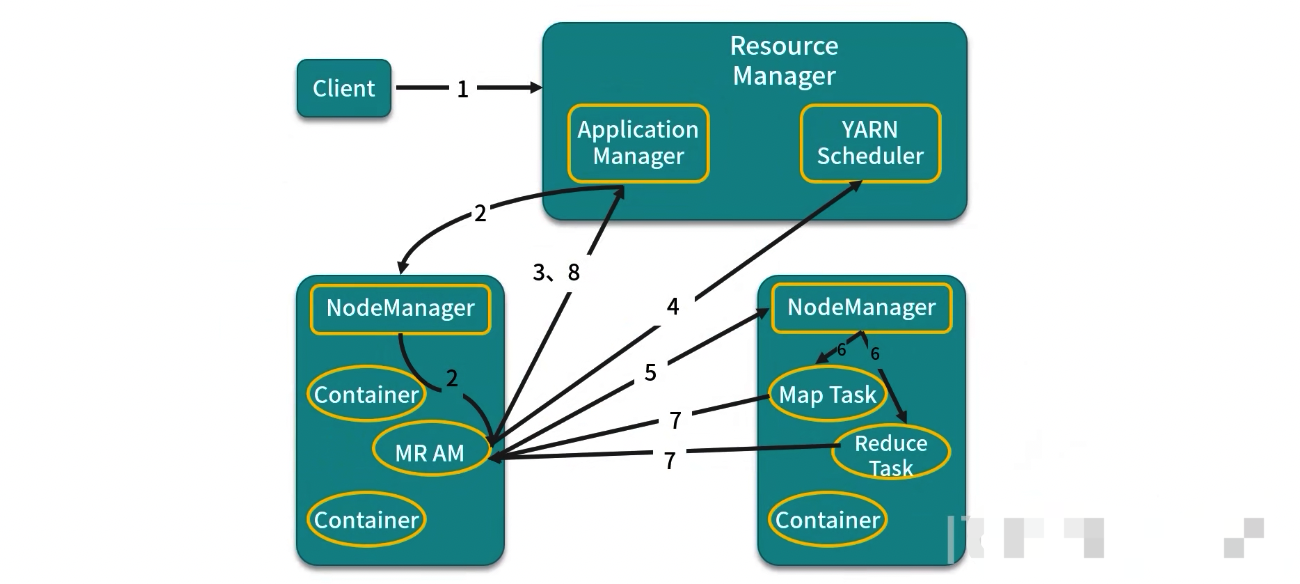 Resource
Manager
Client
1
Application
Manager
YARN
Scheduler
2
3、8
4
NodeManager
NodeManager
5
6
6
2
Container
Map Task
7
MR AM
Reduce
Task
7
Container
Container